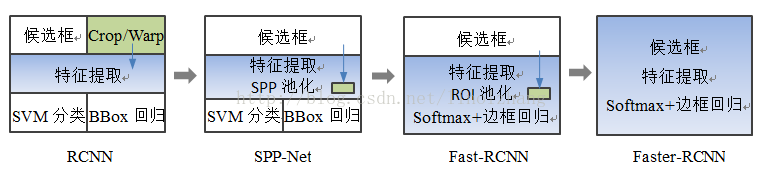 候选框 Crop/Warp
特征提取
SVM 分类 BBox 回归
RCNN
候选框
特征提取
SPP 池化
SVM 分类 BBox 回归
SPP-Net
候选框
特征提取
ROI 池化
Softmax+边框回归
Fast-RCNN
候选框
特征提取
Softmax+边框回归
Faster-RCNN